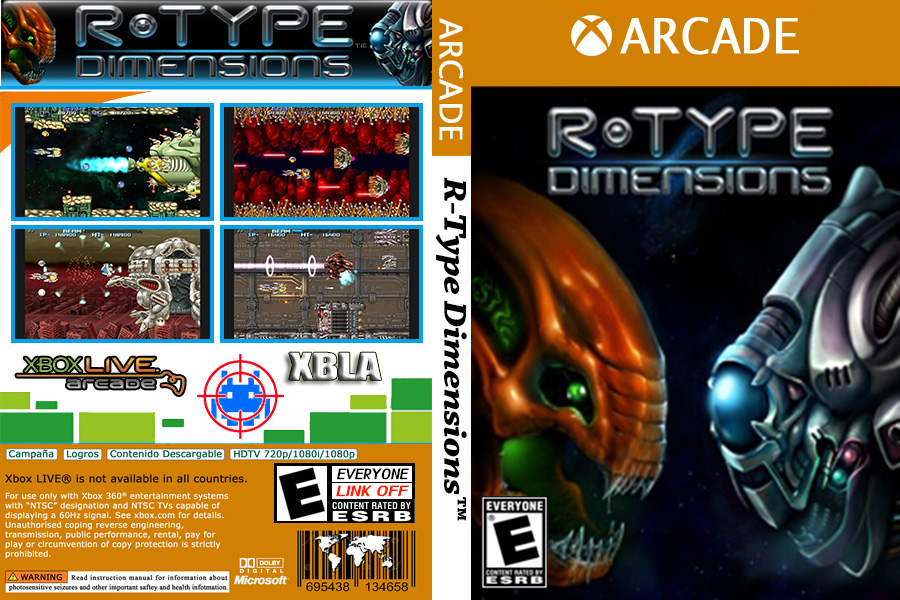 R-TYPE
DIMENSIONS™
BEAM
BEAM
XBOX LIVE
arcade
XBLA
Campaña
Logros
Contenido Descargable
HDTV 720p/1080i/1080p
Xbox LIVE® is not available in all countries.
For use only with Xbox 360® entertainment systems
with “NTSC” designation and NTSC TVs capable of
displaying a 60Hz signal. See xbox.com for details.
Unauthorised coping reverse engineering,
transmission, public performance, rental, pay for
play or circumvention of copy protection is strictly
prohibited.
WARNING Read instruction manual for information about
photosensitive seizures and other important saftey and health infotmation.
E
EVERYONE
LINK OFF
CONTENT RATED BY
ESRB
DOLBY
DIGITAL
Microsoft®
695438 134658
ARCADE
R-Type Dimensions™
ARCADE
R-TYPE
DIMENSIONS
EVERYONE
E
®
CONTENT RATED BY
ESRB